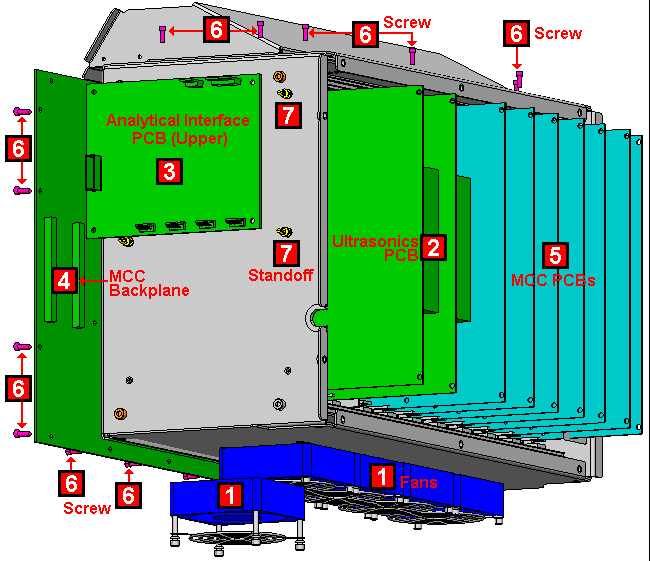 6
6
Screw
6
Screw
Analytical Interface
PCB (Upper)
3
7
6
Ultrasonics
PCB
2
7
Standoff
5
MCC PCBs
4
MCC
Backplane
6
6
6
Screw
1
1
Fans